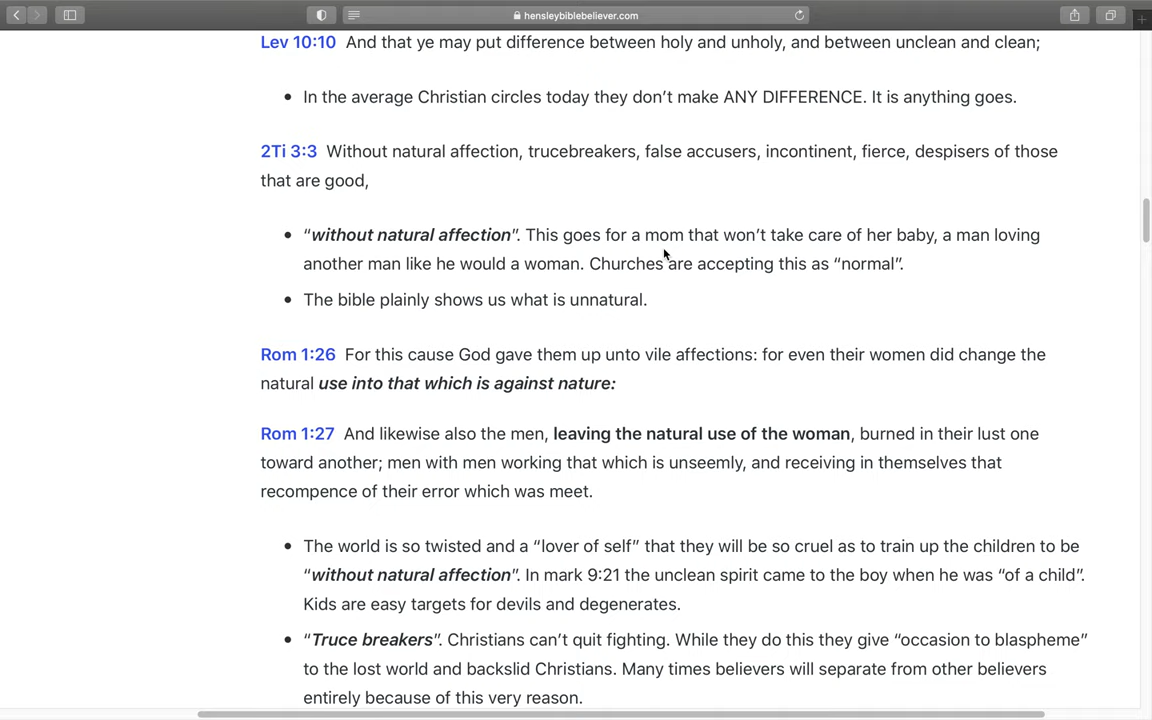 hensleybiblebeliever.com
Lev 10:10 And that ye may put difference between holy and unholy, and between unclean and clean;
• In the average Christian circles today they don’t make ANY DIFFERENCE. It is anything goes.
2Ti 3:3 Without natural affection, trucebreakers, false accusers, incontinent, fierce, despisers of those
that are good,
• “without natural affection”. This goes for a mom that won’t take care of her baby, a man loving
another man like he would a woman. Churches are accepting this as “normal”.
• The bible plainly shows us what is unnatural.
Rom 1:26 For this cause God gave them up unto vile affections: for even their women did change the
natural use into that which is against nature:
Rom 1:27 And likewise also the men, leaving the natural use of the woman, burned in their lust one
toward another; men with men working that which is unseemly, and receiving in themselves that
recompence of their error which was meet.
• The world is so twisted and a “lover of self” that they will be so cruel as to train up the children to be
“without natural affection”. In mark 9:21 the unclean spirit came to the boy when he was “of a child”.
Kids are easy targets for devils and degenerates.
• “Truce breakers”. Christians can’t quit fighting. While they do this they give “occasion to blaspheme”
to the lost world and backslid Christians. Many times believers will separate from other believers
entirely because of this very reason.